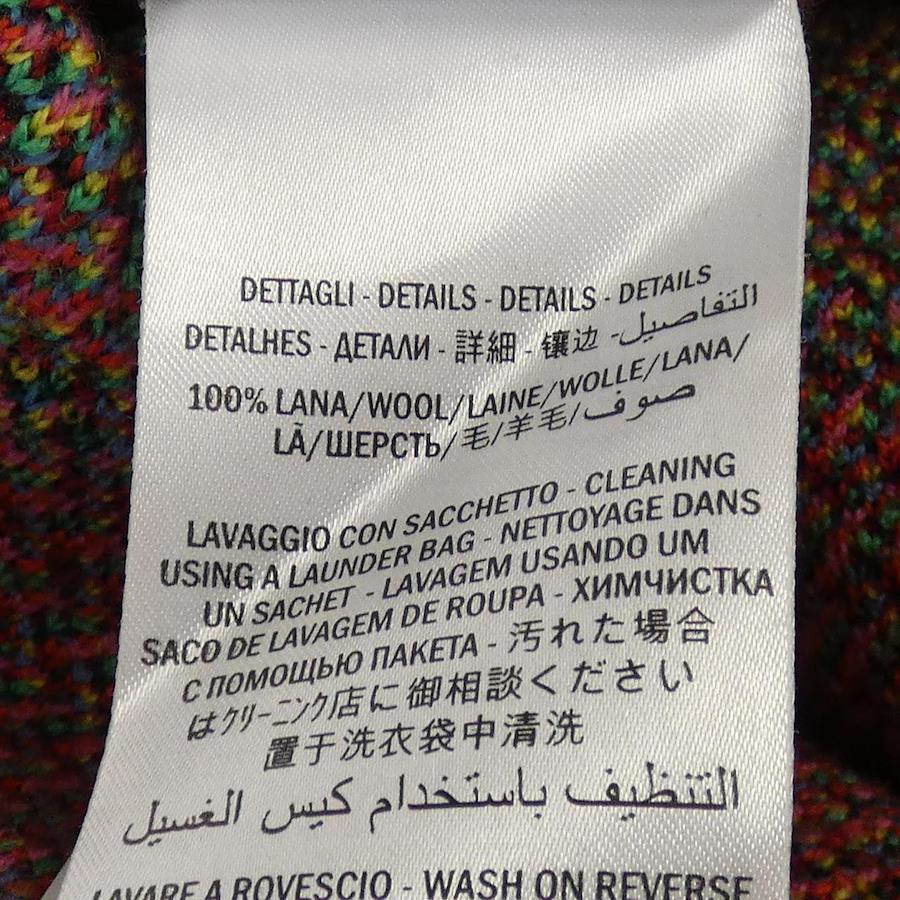 DETTAGLI - DETAILS - DETAILS - DETAILS
DETALHES - ДЕТАЛИ - 詳細 - 镶边 - التفاصيل
100% LANA/WOOL/LAINE/WOLLE/LANA/
LÃ/ШЕРСТЬ/毛/羊毛/صوف
LAVAGGIO CON SACCHETTO - CLEANING
USING A LAUNDER BAG - NETTOYAGE DANS
UN SACHET - LAVAGEM USANDO UM
SACO DE LAVAGEM DE ROUPA - ХИМЧИСТКА
С ПОМОЩЬЮ ПАКЕТА - 汚れた場合
はクリーニング店に御相談ください
置于洗衣袋中清洗
التنظيف باستخدام كيس الغسيل
LAVARE A ROVESCIO - WASH ON REVERSE